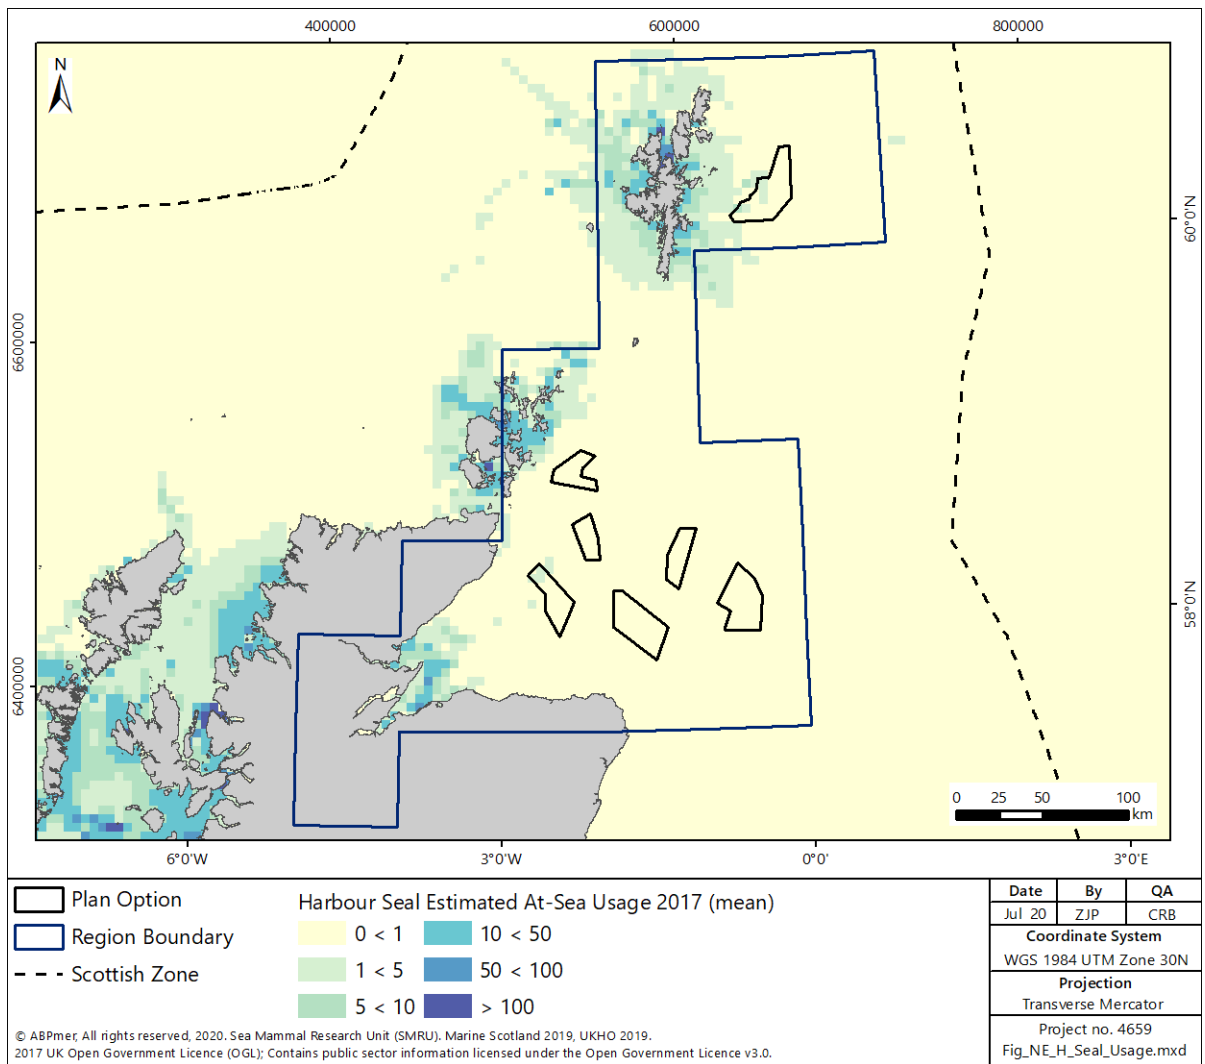 400000 600000 800000
N
60°0'N
6600000
58°0'N
6400000
0 25 50 100
km
6°0'W 3°0'W 0°0' 3°0'E
Plan Option
Region Boundary
Scottish Zone
Harbour Seal Estimated At-Sea Usage 2017 (mean)
0 < 1 10 < 50
1 < 5 50 < 100
5 < 10 > 100
© ABPmer, All rights reserved, 2020. Sea Mammal Research Unit (SMRU). Marine Scotland 2019, UKHO 2019.
2017 UK Open Government Licence (OGL); Contains public sector information licensed under the Open Government Licence v3.0.
Date By QA
Jul 20 ZJP CRB
Coordinate System
WGS 1984 UTM Zone 30N
Projection
Transverse Mercator
Project no. 4659
Fig_NE_H_Seal_Usage.mxd